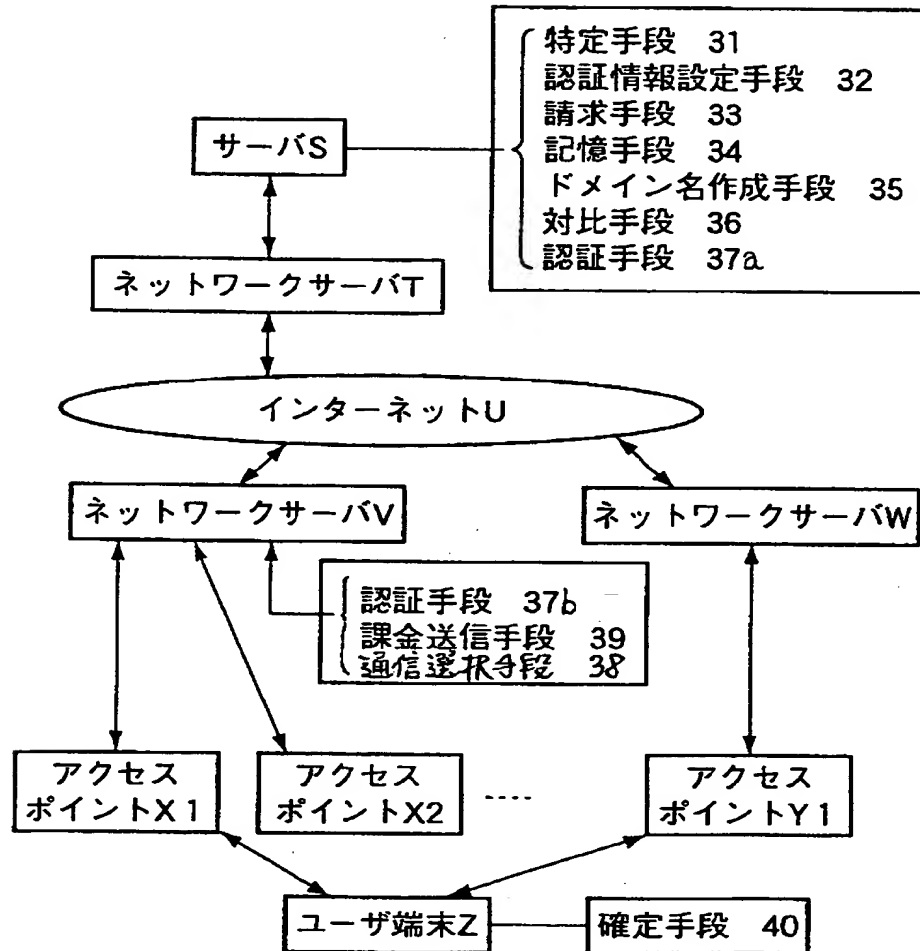 特定手段 31
認証情報設定手段 32
請求手段 33
記憶手段 34
ドメイン名作成手段 35
対比手段 36
認証手段 37a
サーバS
ネットワークサーバT
インターネットU
ネットワークサーバV
ネットワークサーバW
認証手段 37b
課金送信手段 39
通信選択手段 38
アクセス
ポイントX1
アクセス
ポイントX2
アクセス
ポイントY1
ユーザ端末Z
確定手段 40